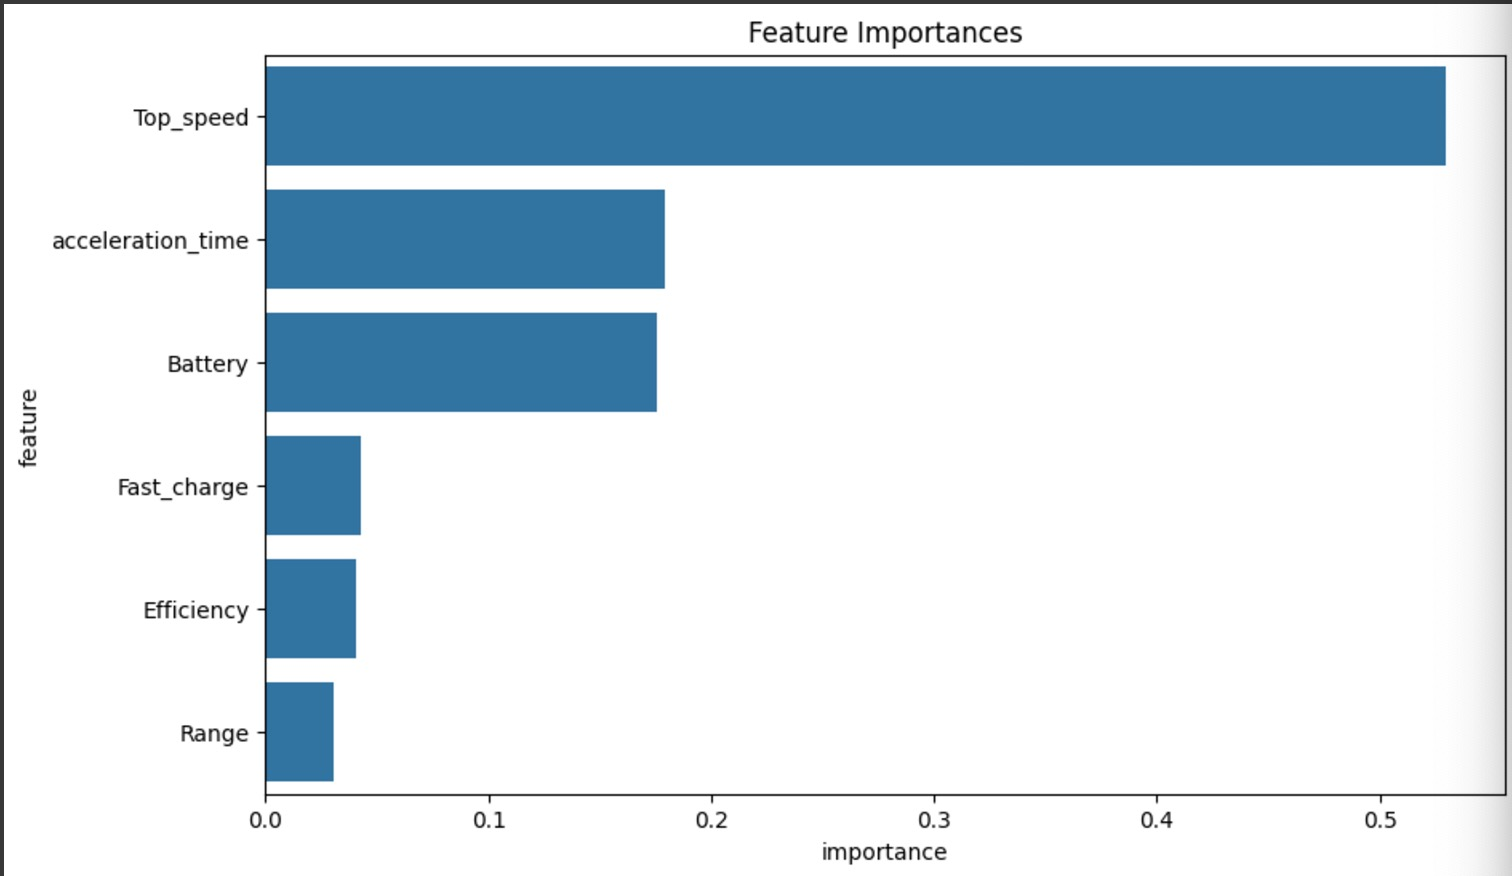 Feature Importances
Top_speed
acceleration_time
Battery
Fast_charge
Efficiency
Range
feature
0.0 0.1 0.2 0.3 0.4 0.5
importance